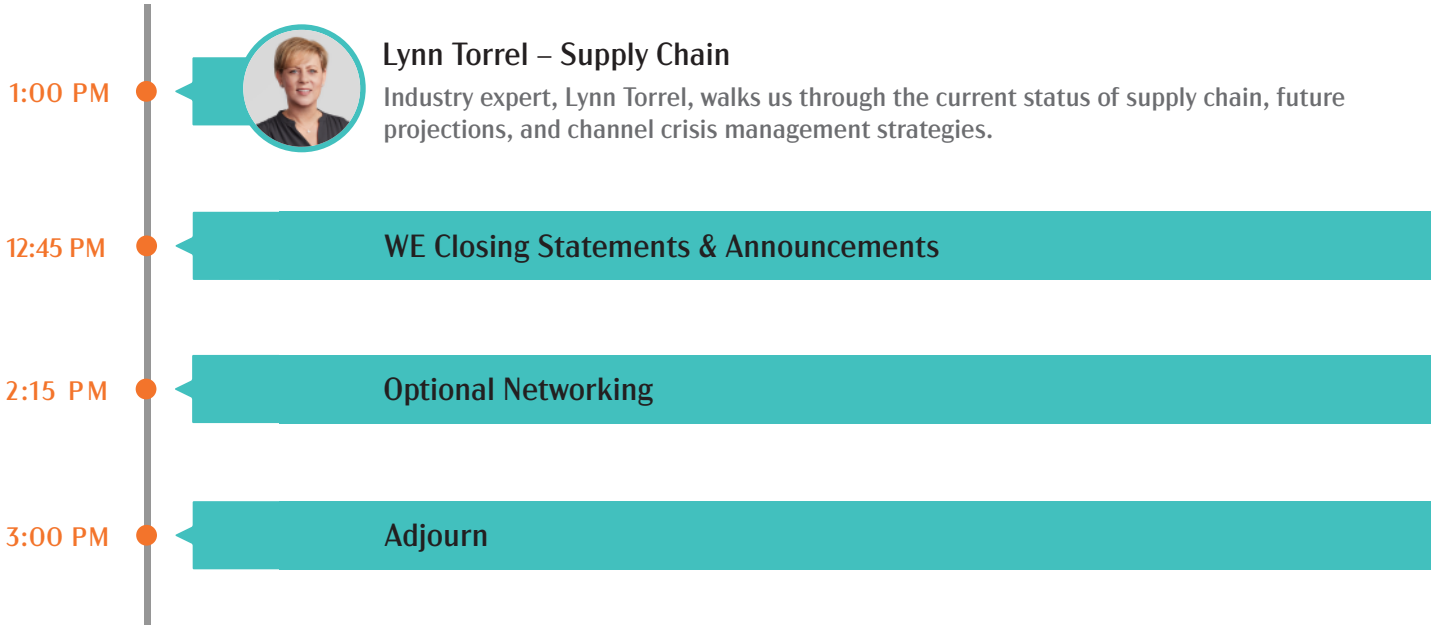 1:00 PM
Lynn Torrel – Supply Chain
Industry expert, Lynn Torrel, walks us through the current status of supply chain, future
projections, and channel crisis management strategies.
12:45 PM
WE Closing Statements & Announcements
2:15 PM
Optional Networking
3:00 PM
Adjourn